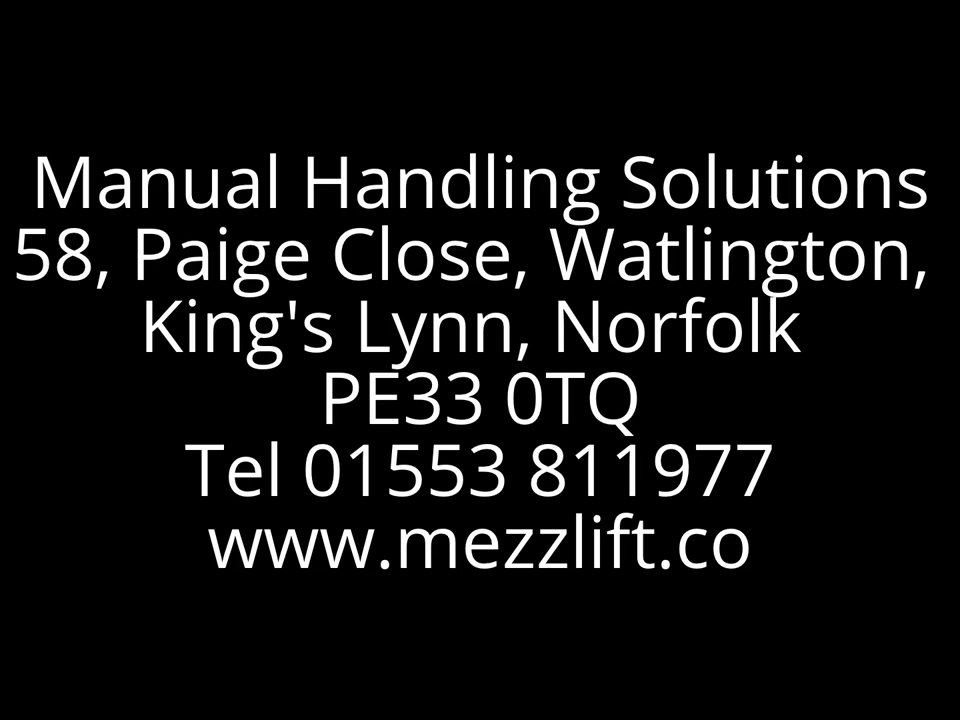 Manual Handling Solutions
58, Paige Close, Watlington,
King's Lynn, Norfolk
PE33 0TQ
Tel 01553 811977
www.mezzlift.co